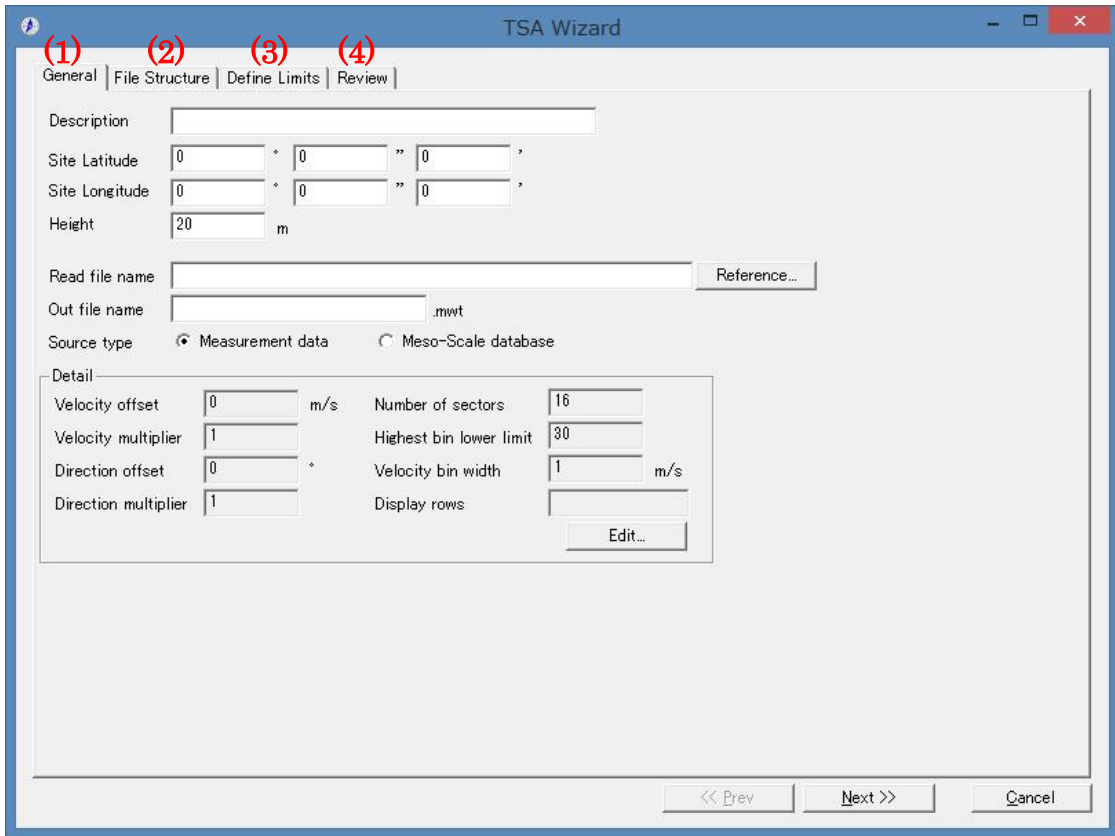 TSA Wizard
(1) (2) (3) (4)
General File Structure Define Limits Review
Description
Site Latitude 0 ° 0 ” 0 ’
Site Longitude 0 ° 0 ” 0 ’
Height 20 m
Read file name Reference...
Out file name .mwt
Source type Measurement data Meso-Scale database
Detail
Velocity offset 0 m/s Number of sectors 16
Velocity multiplier 1 Highest bin lower limit 30
Direction offset 0 ° Velocity bin width 1 m/s
Direction multiplier 1 Display rows
Edit...
<< Prev Next >> Cancel